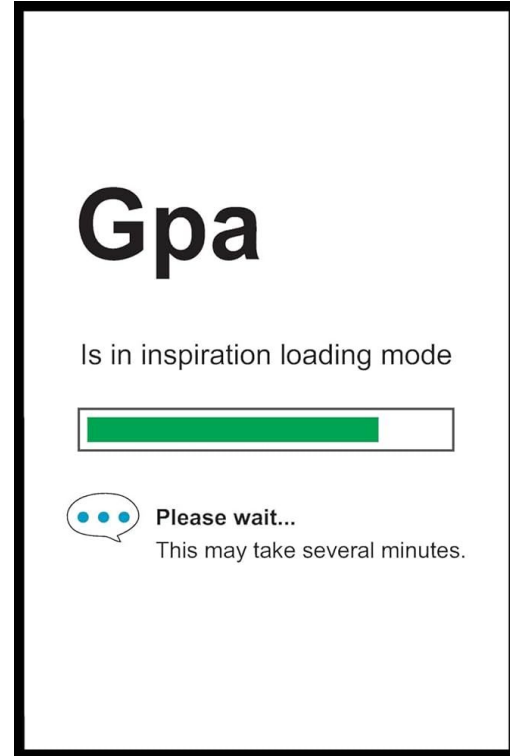 Gpa
Is in inspiration loading mode
Please wait...
This may take several minutes.